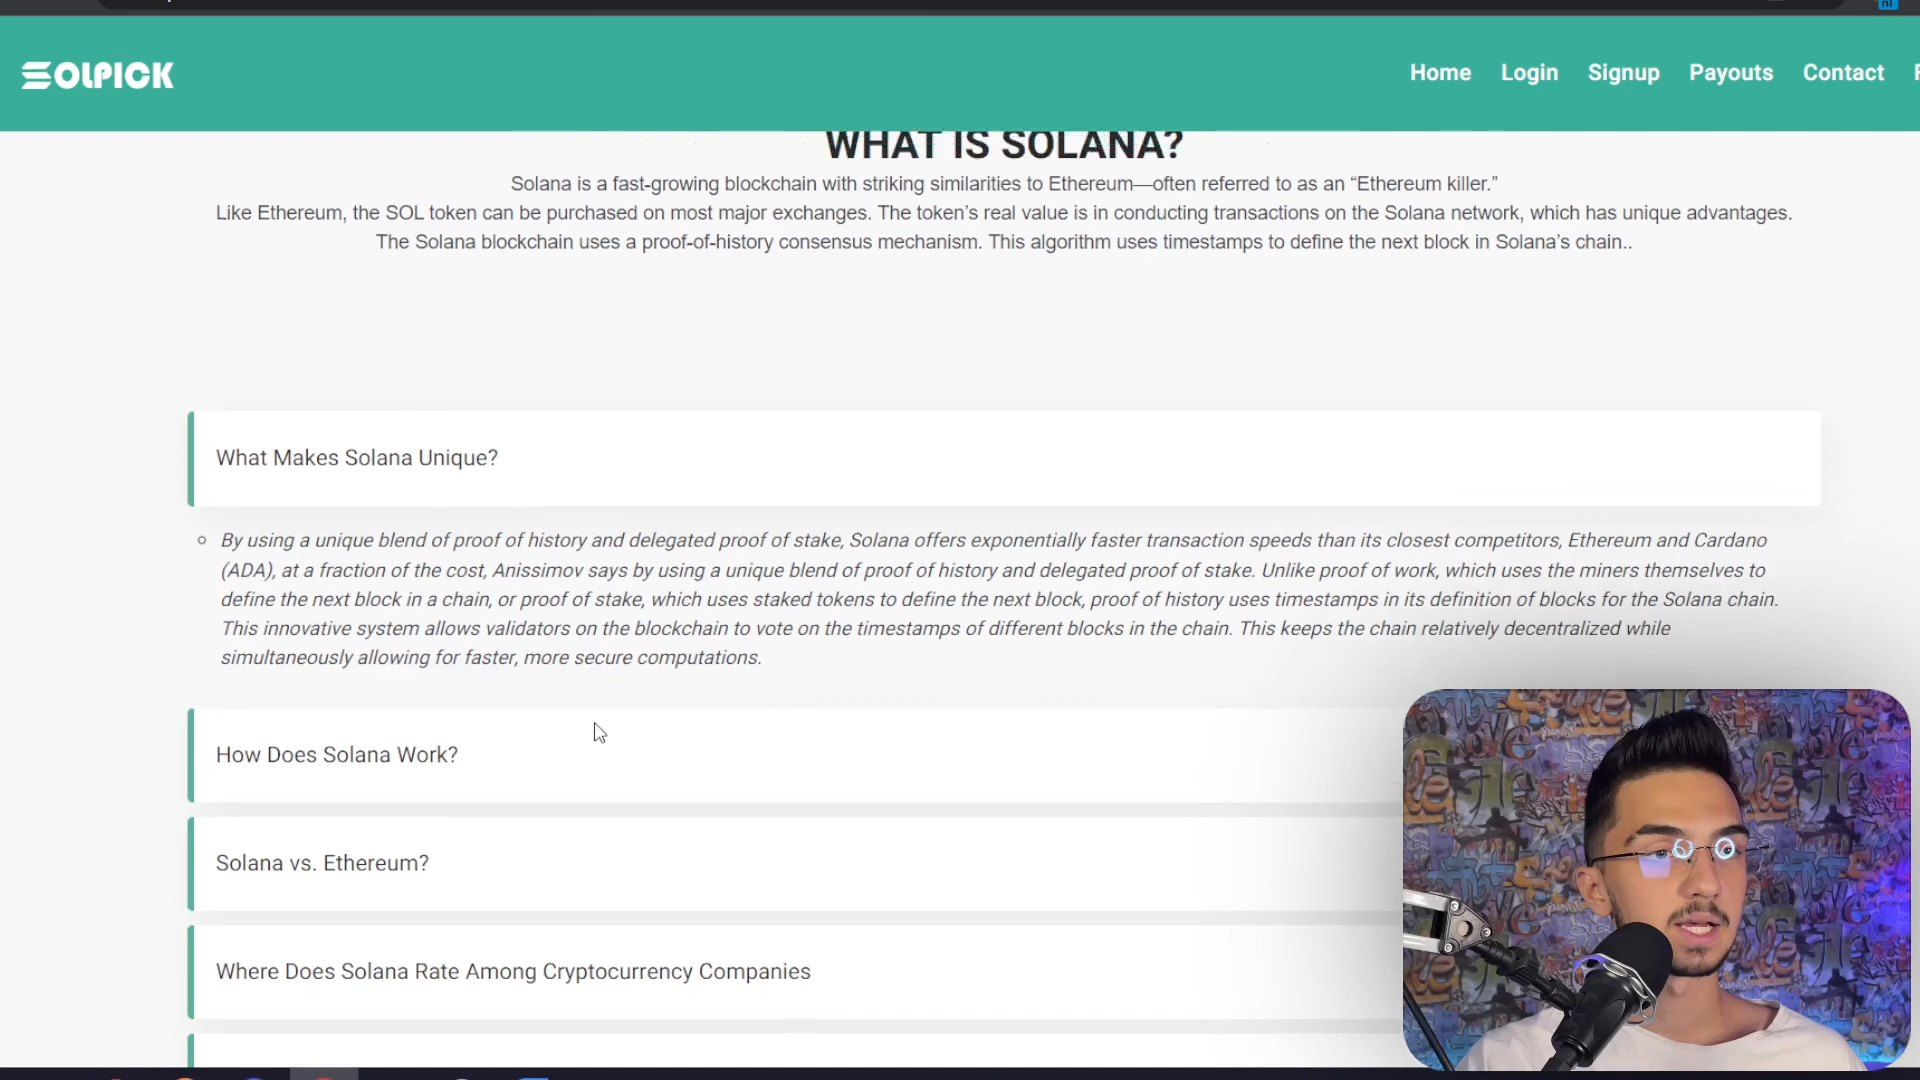 SOLPICK
Home Login Signup Payouts Contact
WHAT IS SOLANA?
Solana is a fast-growing blockchain with striking similarities to Ethereum—often referred to as an “Ethereum killer.”
Like Ethereum, the SOL token can be purchased on most major exchanges. The token’s real value is in conducting transactions on the Solana network, which has unique advantages.
The Solana blockchain uses a proof-of-history consensus mechanism. This algorithm uses timestamps to define the next block in Solana’s chain..
What Makes Solana Unique?
By using a unique blend of proof of history and delegated proof of stake, Solana offers exponentially faster transaction speeds than its closest competitors, Ethereum and Cardano
(ADA), at a fraction of the cost, Anissimov says by using a unique blend of proof of history and delegated proof of stake. Unlike proof of work, which uses the miners themselves to
define the next block in a chain, or proof of stake, which uses staked tokens to define the next block, proof of history uses timestamps in its definition of blocks for the Solana chain.
This innovative system allows validators on the blockchain to vote on the timestamps of different blocks in the chain. This keeps the chain relatively decentralized while
simultaneously allowing for faster, more secure computations.
How Does Solana Work?
Solana vs. Ethereum?
Where Does Solana Rate Among Cryptocurrency Companies